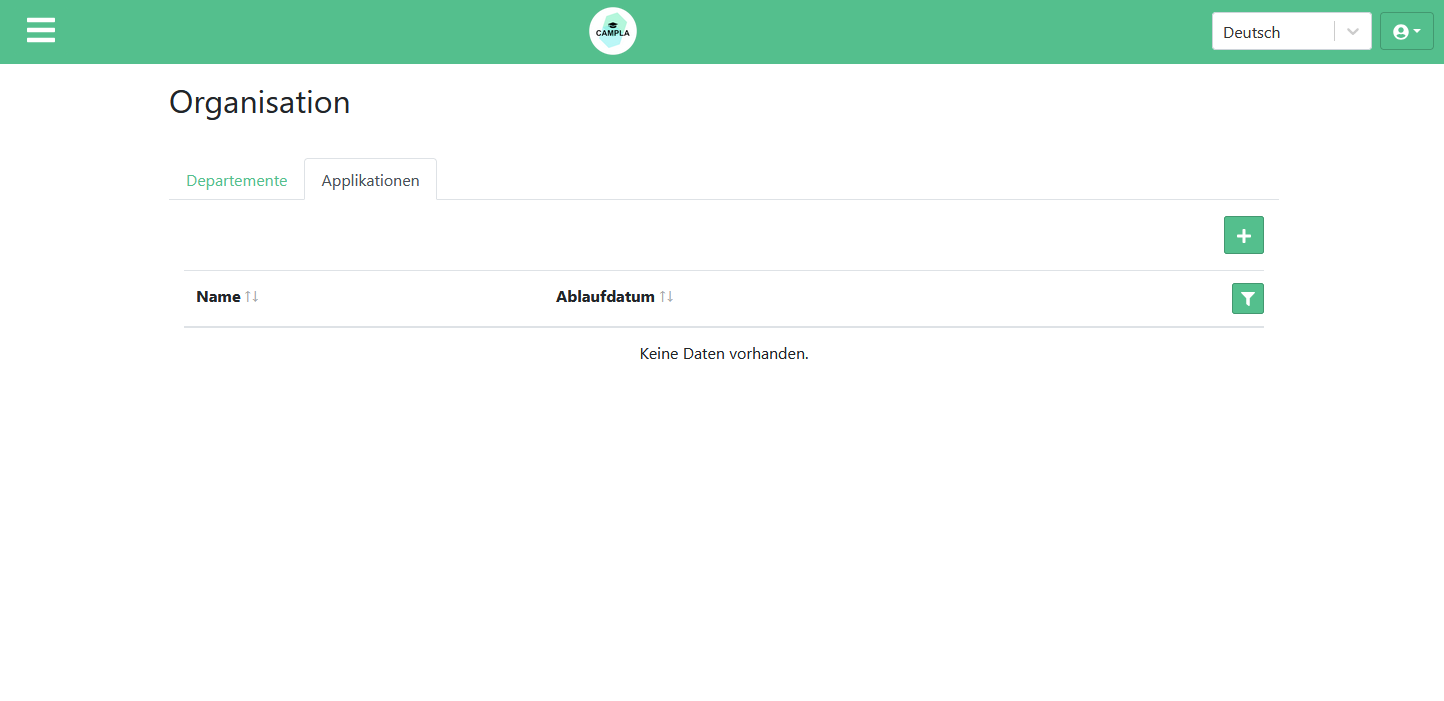 CAMPLA
Deutsch
Organisation
Departemente
Applikationen
Name
Ablaufdatum
Keine Daten vorhanden.